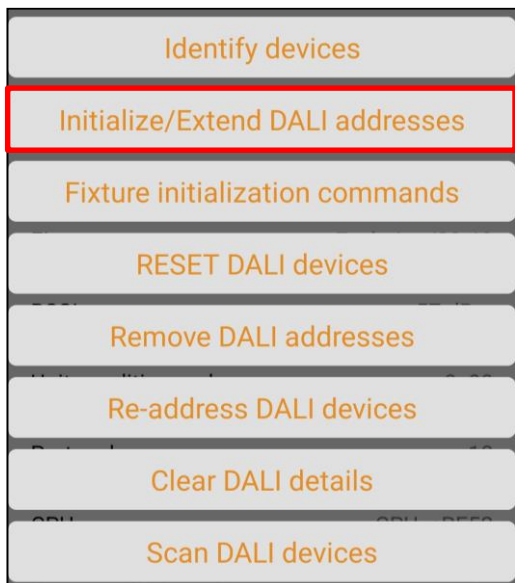 Identify devices
Initialize/Extend DALI addresses
Fixture initialization commands
RESET DALI devices
Remove DALI addresses
Re-address DALI devices
Clear DALI details
Scan DALI devices